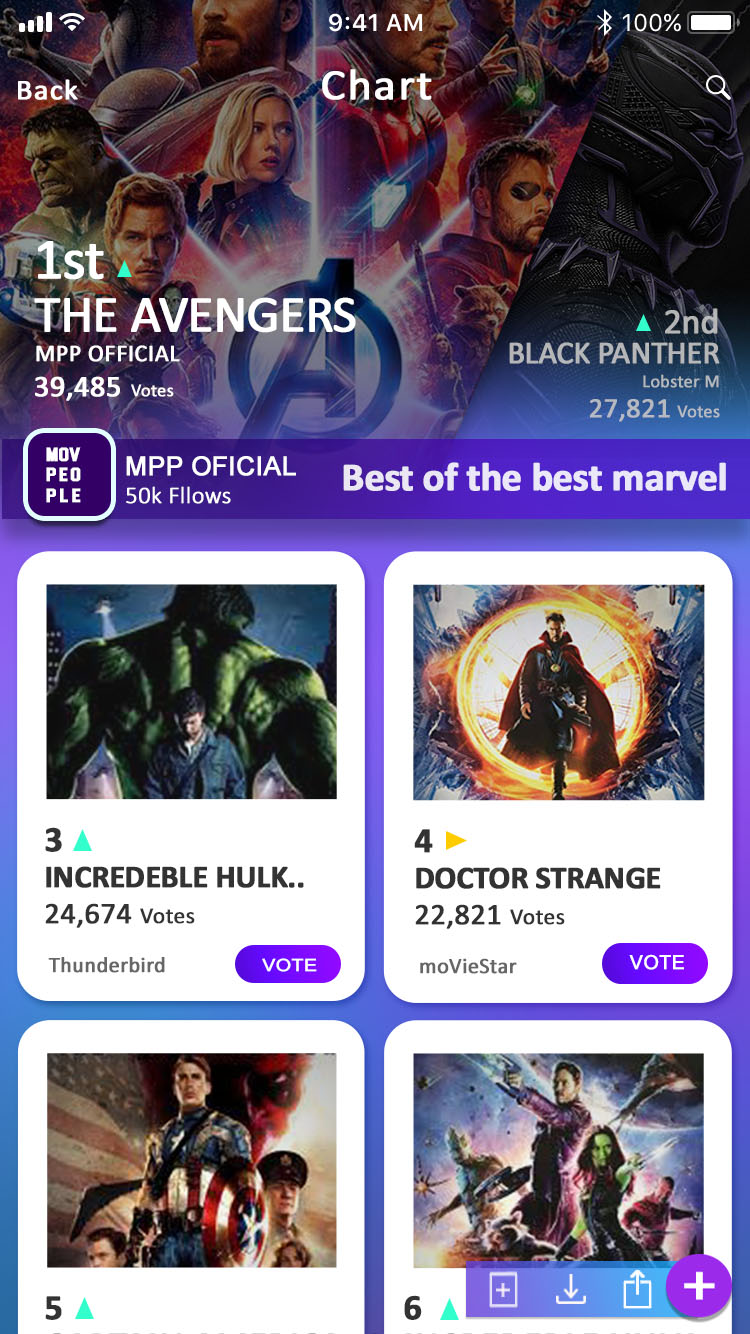 9:41 AM 100%
Back Chart
1st
THE AVENGERS
MPP OFFICIAL
39,485 Votes
2nd
BLACK PANTHER
Lobster M
27,821 Votes
MOV
PEO
PLE
MPP OFICIAL
50k Fllows
Best of the best marvel
3
INCREDEBLE HULK..
24,674 Votes
Thunderbird VOTE
4
DOCTOR STRANGE
22,821 Votes
moVieStar VOTE
5
6